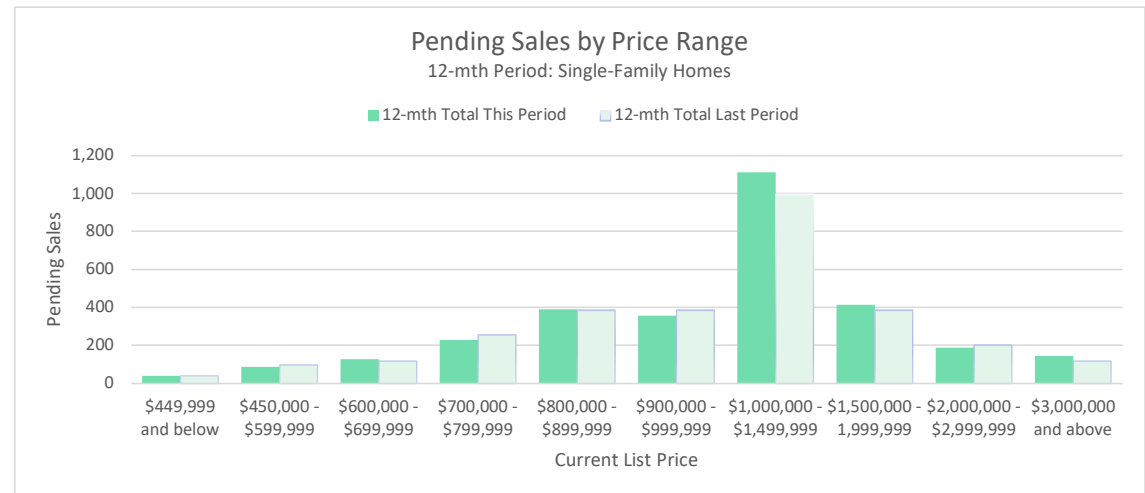 Pending Sales by Price Range
12-mth Period: Single-Family Homes
12-mth Total This Period 12-mth Total Last Period
1,200
1,000
800
600
400
200
0
Pending Sales
$449,999 $450,000 - $600,000 - $700,000 - $800,000 - $900,000 - $1,000,000 - $1,500,000 - $2,000,000 - $3,000,000
and below $599,999 $699,999 $799,999 $899,999 $999,999 $1,499,999 1,999,999 $2,999,999 and above
Current List Price